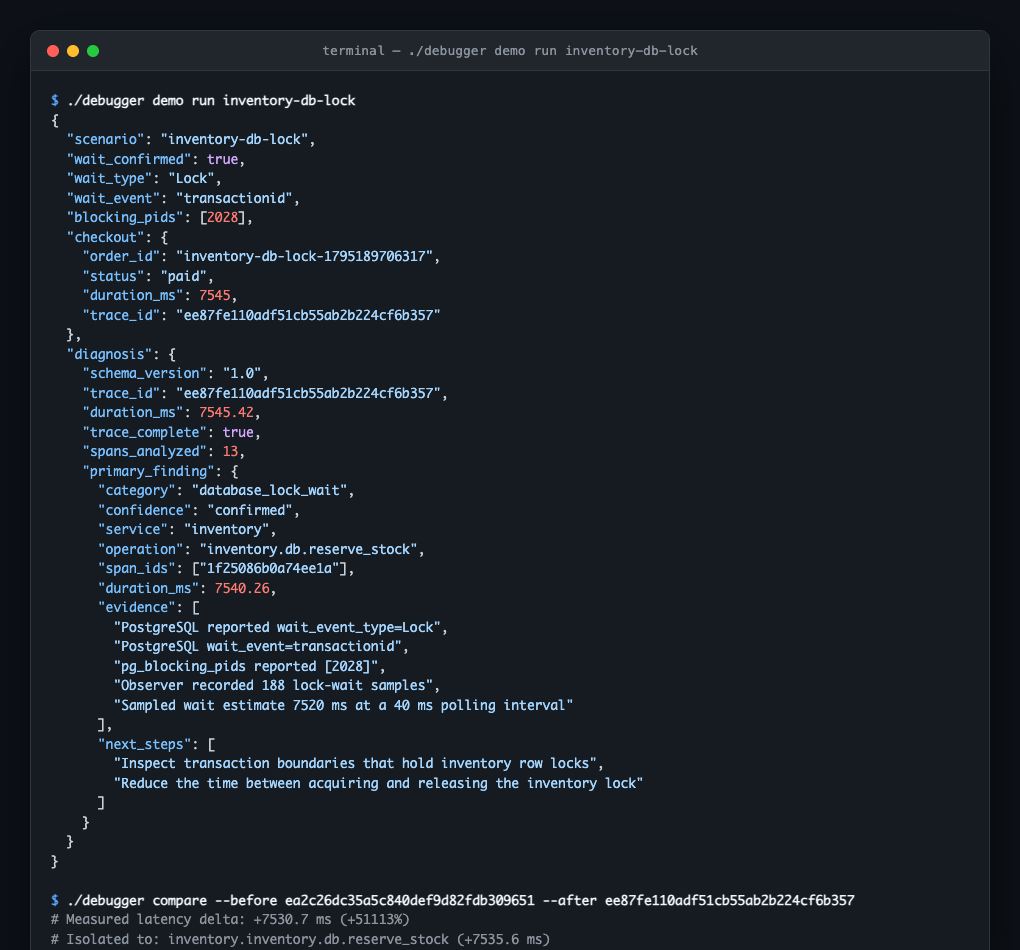 terminal — ./debugger demo run inventory-db-lock
$ ./debugger demo run inventory-db-lock
{
  "scenario": "inventory-db-lock",
  "wait_confirmed": true,
  "wait_type": "Lock",
  "wait_event": "transactionid",
  "blocking_pids": [2028],
  "checkout": {
    "order_id": "inventory-db-lock-1795189706317",
    "status": "paid",
    "duration_ms": 7545,
    "trace_id": "ee87fe110adf51cb55ab2b224cf6b357"
  },
  "diagnosis": {
    "schema_version": "1.0",
    "trace_id": "ee87fe110adf51cb55ab2b224cf6b357",
    "duration_ms": 7545.42,
    "trace_complete": true,
    "spans_analyzed": 13,
    "primary_finding": {
      "category": "database_lock_wait",
      "confidence": "confirmed",
      "service": "inventory",
      "operation": "inventory.db.reserve_stock",
      "span_ids": ["1f25086b0a74ee1a"],
      "duration_ms": 7540.26,
      "evidence": [
        "PostgreSQL reported wait_event_type=Lock",
        "PostgreSQL wait_event=transactionid",
        "pg_blocking_pids reported [2028]",
        "Observer recorded 188 lock-wait samples",
        "Sampled wait estimate 7520 ms at a 40 ms polling interval"
      ],
      "next_steps": [
        "Inspect transaction boundaries that hold inventory row locks",
        "Reduce the time between acquiring and releasing the inventory lock"
      ]
    }
  }
}
$ ./debugger compare --before ea2c26dc35a5c840def9d82fdb309651 --after ee87fe110adf51cb55ab2b224cf6b357
# Measured latency delta: +7530.7 ms (+51113%)
# Isolated to: inventory.inventory.db.reserve_stock (+7535.6 ms)